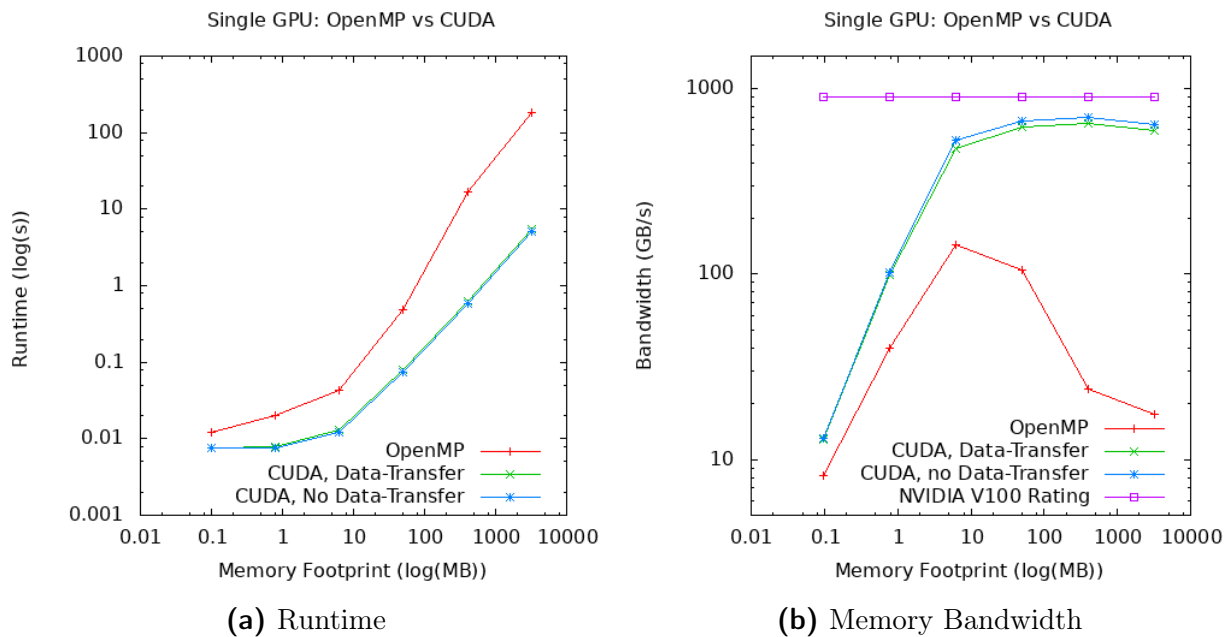 Single GPU: OpenMP vs CUDA
1000
100
10
1
0.1
0.01
0.001
Runtime (log(s))
OpenMP
CUDA, Data-Transfer
CUDA, No Data-Transfer
0.01 0.1 1 10 100 1000 10000
Memory Footprint (log(MB))
(a) Runtime
Single GPU: OpenMP vs CUDA
1000
100
10
Bandwidth (GB/s)
OpenMP
CUDA, Data-Transfer
CUDA, no Data-Transfer
NVIDIA V100 Rating
0.01 0.1 1 10 100 1000 10000
Memory Footprint (log(MB))
(b) Memory Bandwidth